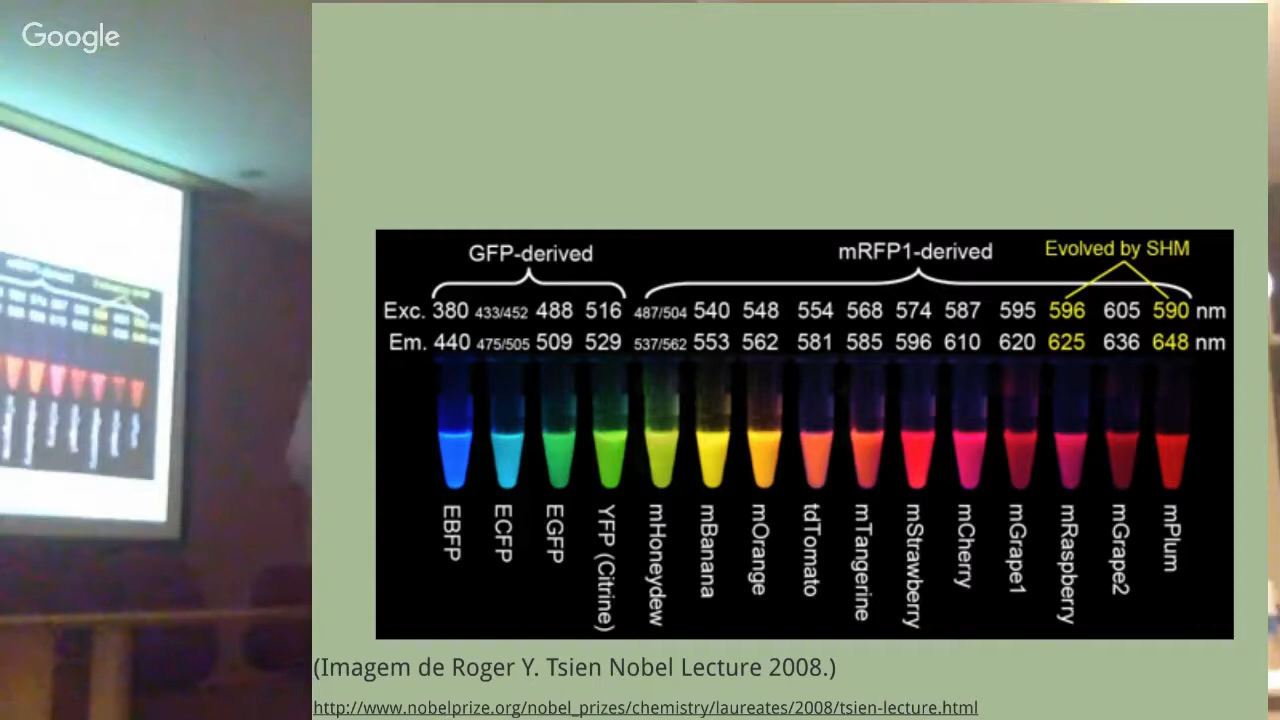 Google
GFP-derived mRFP1-derived Evolved by SHM
Exc. 380 433/452 488 516 487/504 540 548 554 568 574 587 595 596 605 590 nm
Em. 440 475/505 509 529 537/562 553 562 581 585 596 610 620 625 636 648 nm
EBFP
ECFP
EGFP
YFP (Citrine)
mHoneydew
mBanana
mOrange
tdTomato
mTangerine
mStrawberry
mCherry
mGrape1
mRaspberry
mGrape2
mPlum
(Imagem de Roger Y. Tsien Nobel Lecture 2008.)
http://www.nobelprize.org/nobel_prizes/chemistry/laureates/2008/tsien-lecture.html